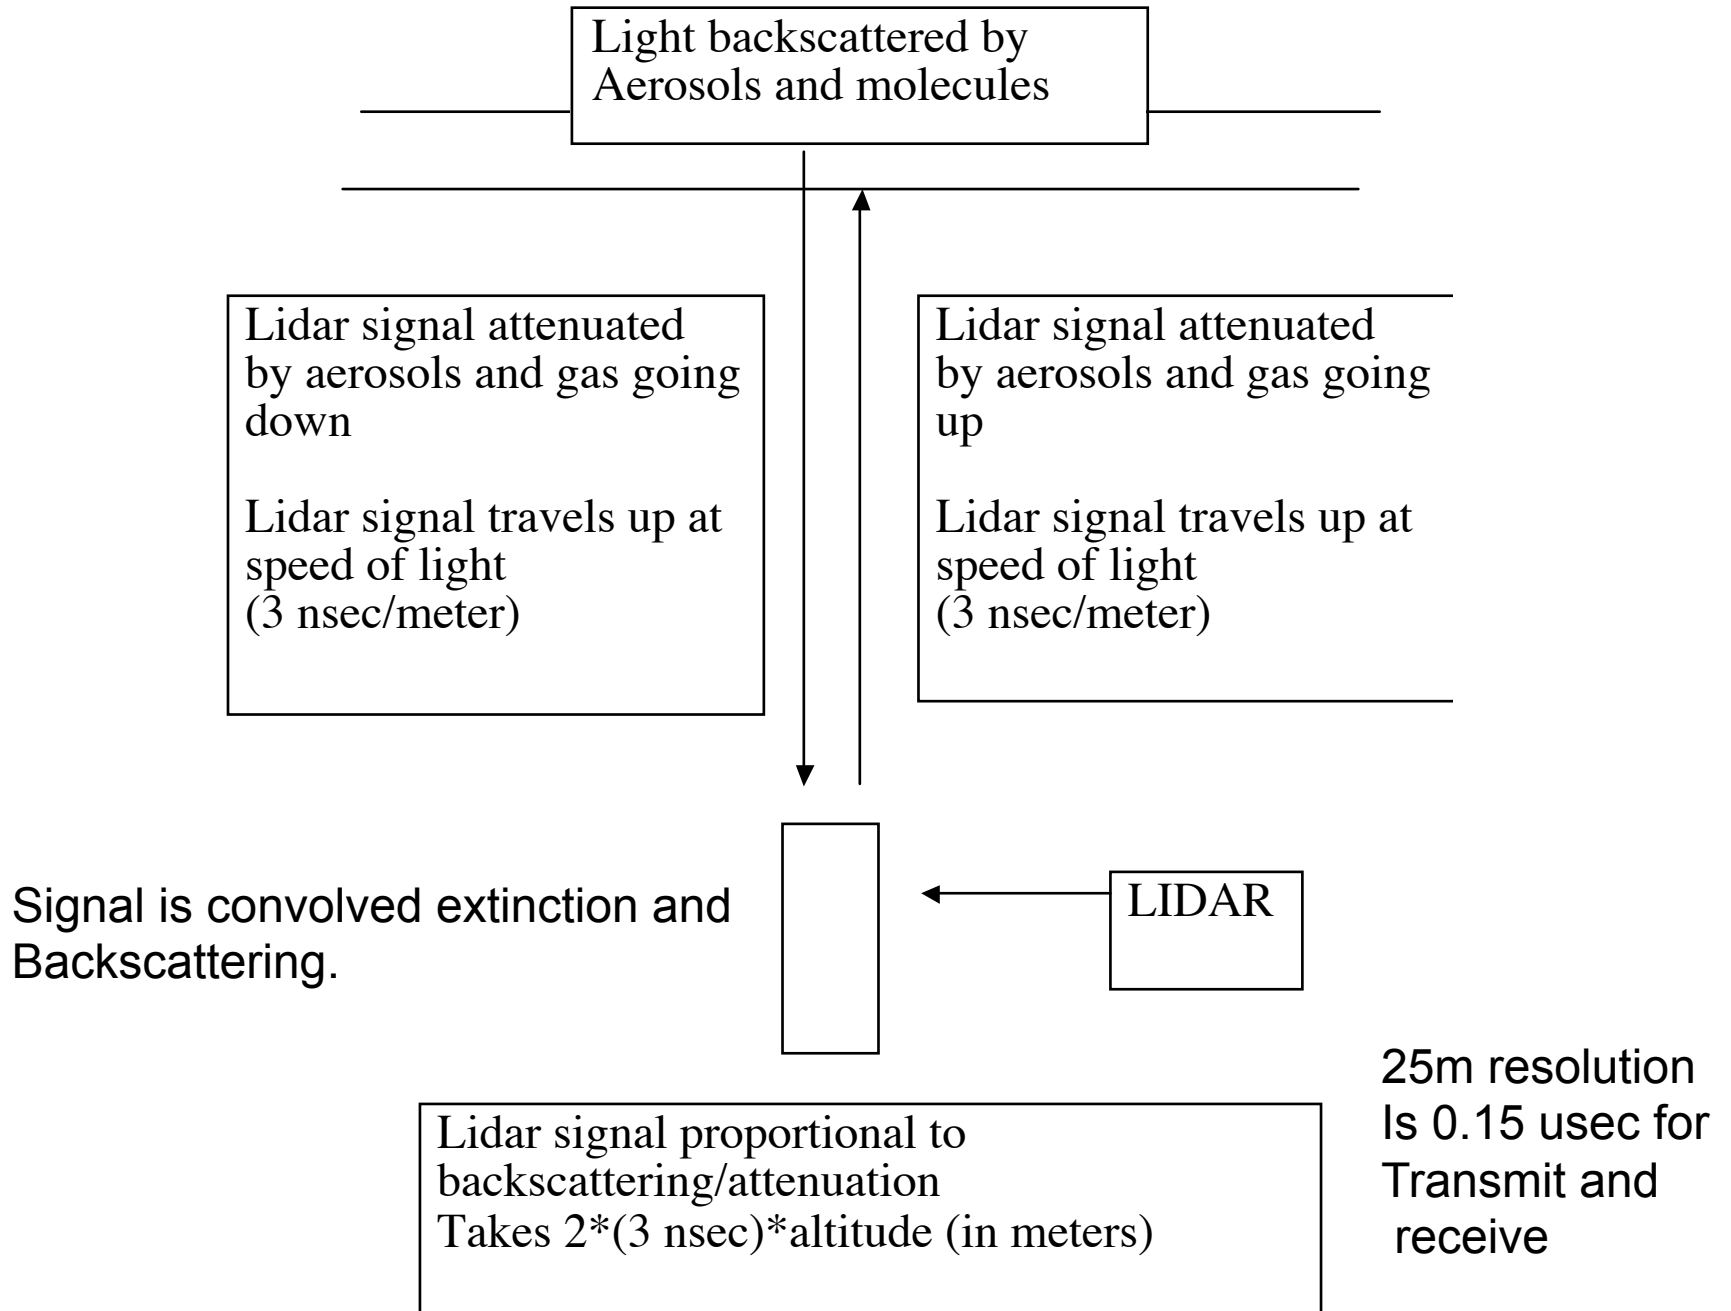 Light backscattered by
Aerosols and molecules
Lidar signal attenuated
by aerosols and gas going
down
Lidar signal travels up at
speed of light
(3 nsec/meter)
Lidar signal attenuated
by aerosols and gas going
up
Lidar signal travels up at
speed of light
(3 nsec/meter)
Signal is convolved extinction and
Backscattering.
LIDAR
25m resolution
Is 0.15 usec for
Transmit and
receive
Lidar signal proportional to
backscattering/attenuation
Takes 2*(3 nsec)*altitude (in meters)